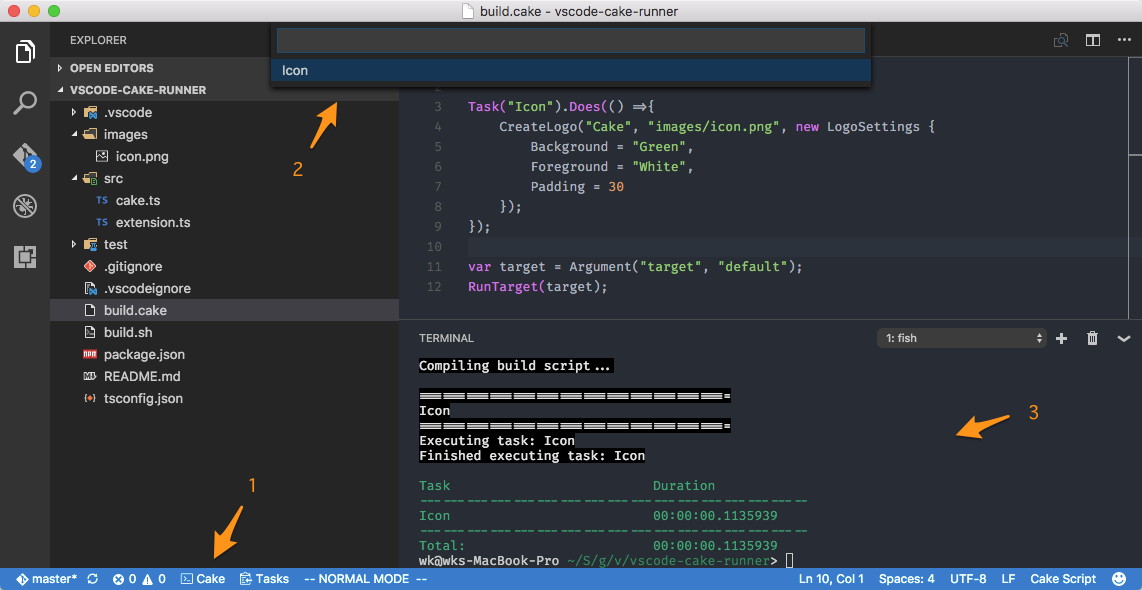 build.cake - vscode-cake-runner
EXPLORER
OPEN EDITORS
VSCODE-CAKE-RUNNER
.vscode
images
icon.png
src
TS cake.ts
TS extension.ts
test
.gitignore
.vscodeignore
build.cake
build.sh
package.json
README.md
tsconfig.json
2
Icon
2
1
3 Task("Icon").Does(() =>{
4 CreateLogo("Cake", "images/icon.png", new LogoSettings {
5 Background = "Green",
6 Foreground = "White",
7 Padding = 30
8 });
9 });
10
11 var target = Argument("target", "default");
12 RunTarget(target);
TERMINAL
1: fish
Compiling build script...
========================================
Icon
========================================
Executing task: Icon
Finished executing task: Icon
3
Task Duration
--------------------------------------------------
Icon 00:00:00.1135939
--------------------------------------------------
Total: 00:00:00.1135939
wk@wks-MacBook-Pro ~/S/g/v/vscode-cake-runner>
master* 0 0 Cake Tasks -- NORMAL MODE -- Ln 10, Col 1 Spaces: 4 UTF-8 LF Cake Script